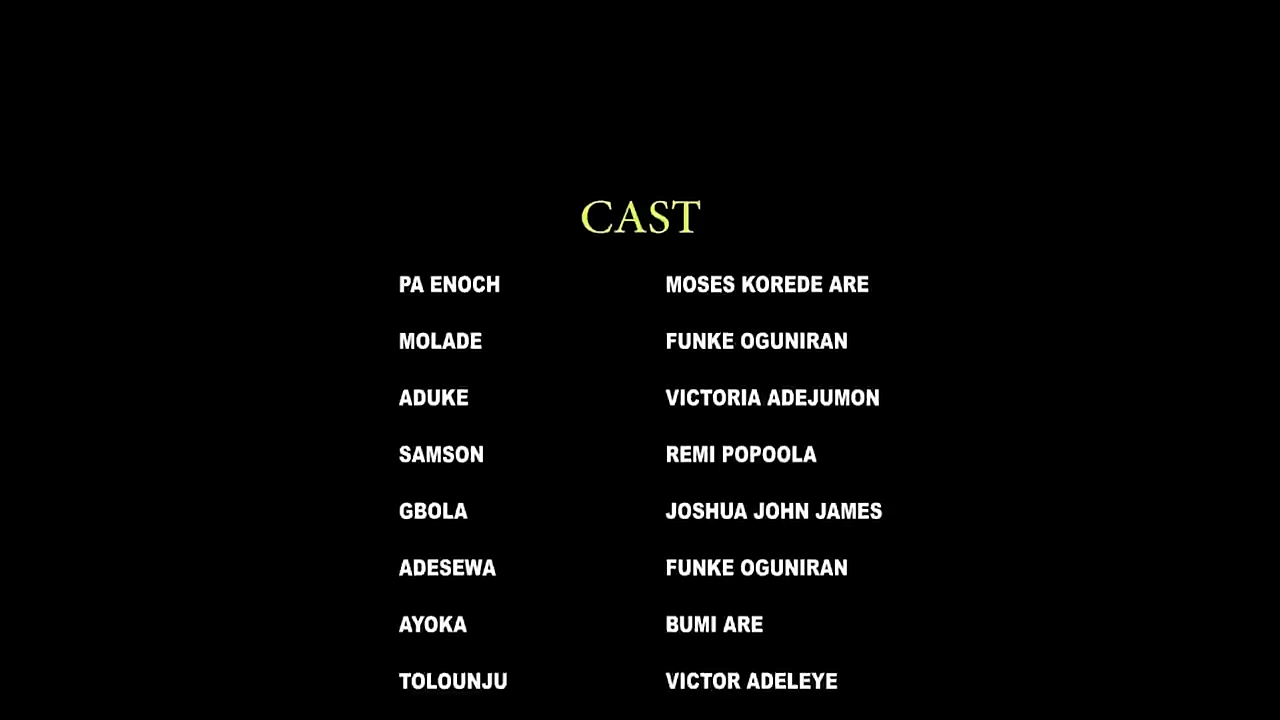 CAST
PA ENOCH MOSES KOREDE ARE
MOLADE FUNKE OGUNIRAN
ADUKE VICTORIA ADEJUMON
SAMSON REMI POPOOLA
GBOLA JOSHUA JOHN JAMES
ADESEWA FUNKE OGUNIRAN
AYOKA BUMI ARE
TOLOUNJU VICTOR ADELEYE